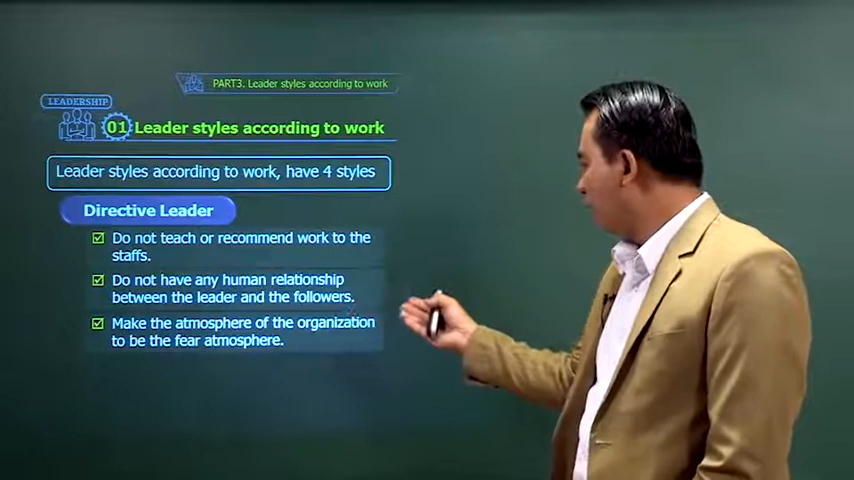 PART3. Leader styles according to work
LEADERSHIP
01 Leader styles according to work
Leader styles according to work, have 4 styles
Directive Leader
Do not teach or recommend work to the
staffs.
Do not have any human relationship
between the leader and the followers.
Make the atmosphere of the organization
to be the fear atmosphere.